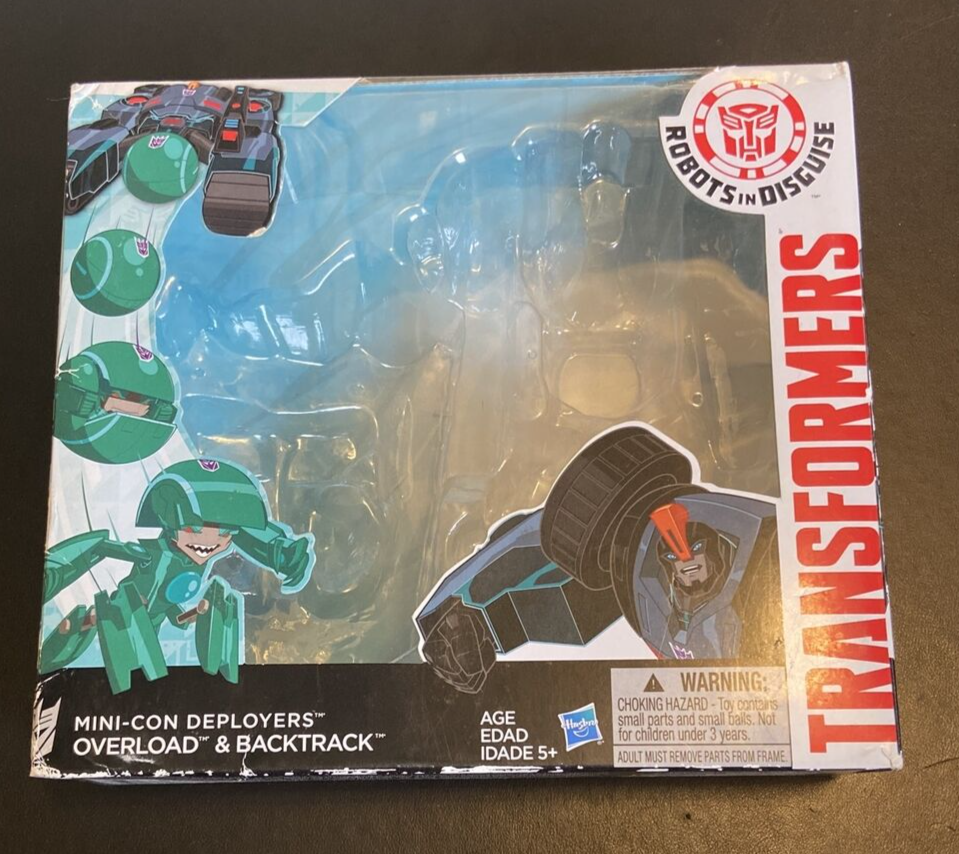 ROBOTS IN DISGUISE
TRANSFORMERS
MINI-CON DEPLOYERS™
OVERLOAD™ & BACKTRACK™
AGE
EDAD
IDADE 5+
Hasbro
WARNING:
CHOKING HAZARD - Toy contains
small parts and small balls. Not
for children under 3 years.
ADULT MUST REMOVE PARTS FROM FRAME.